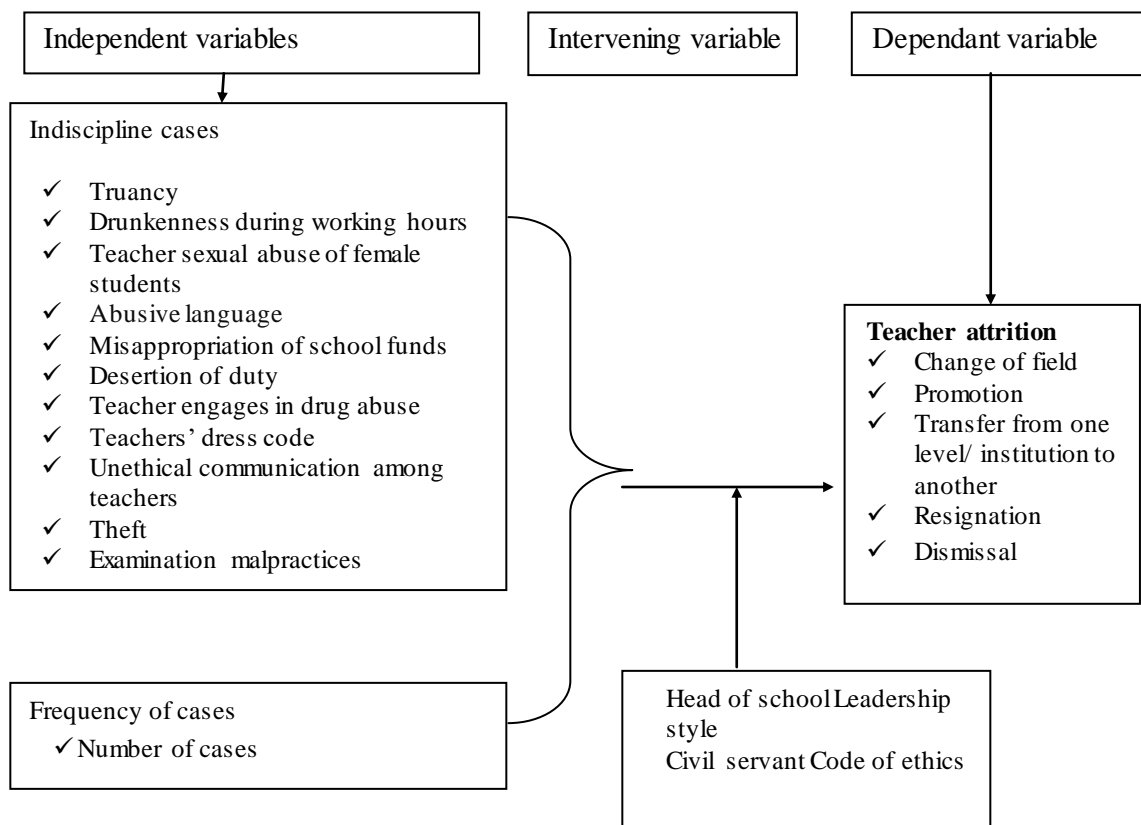 Independent variables
Intervening variable
Dependant variable
Indiscipline cases
✓ Truancy
✓ Drunkenness during working hours
✓ Teacher sexual abuse of female
students
✓ Abusive language
✓ Misappropriation of school funds
✓ Desertion of duty
✓ Teacher engages in drug abuse
✓ Teachers’ dress code
✓ Unethical communication among
teachers
✓ Theft
✓ Examination malpractices
Frequency of cases
✓ Number of cases
Head of school Leadership
style
Civil servant Code of ethics
Teacher attrition
✓ Change of field
✓ Promotion
✓ Transfer from one
level/ institution to
another
✓ Resignation
✓ Dismissal